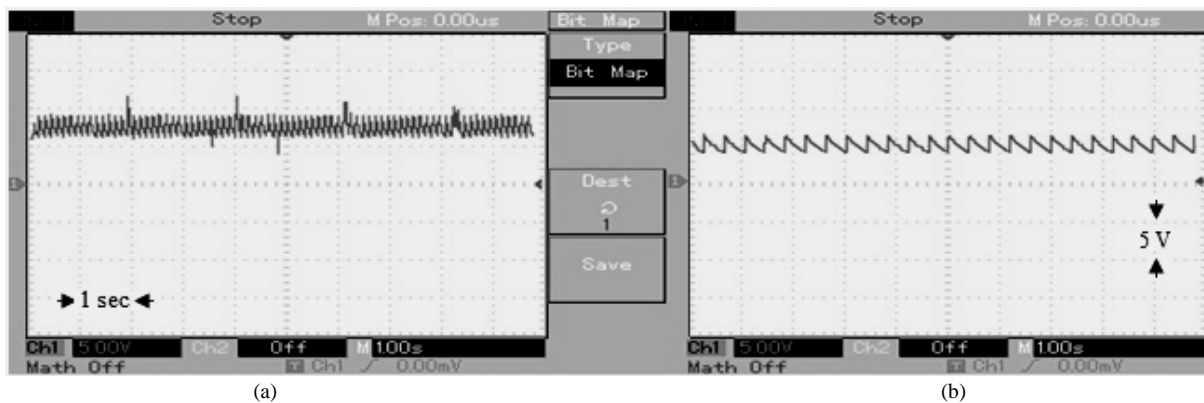 Stop M Pos: 0.00us Bit Map
Type
Bit Map
1
Dest
1
Save
1 sec
Ch1 5.00V Ch2 Off M 1.00s
Math Off T Ch1 0.00mV
(a)
Stop M Pos: 0.00us
1
5 V
Ch1 5.00V Ch2 Off M 1.00s
Math Off T Ch1 0.00mV
(b)